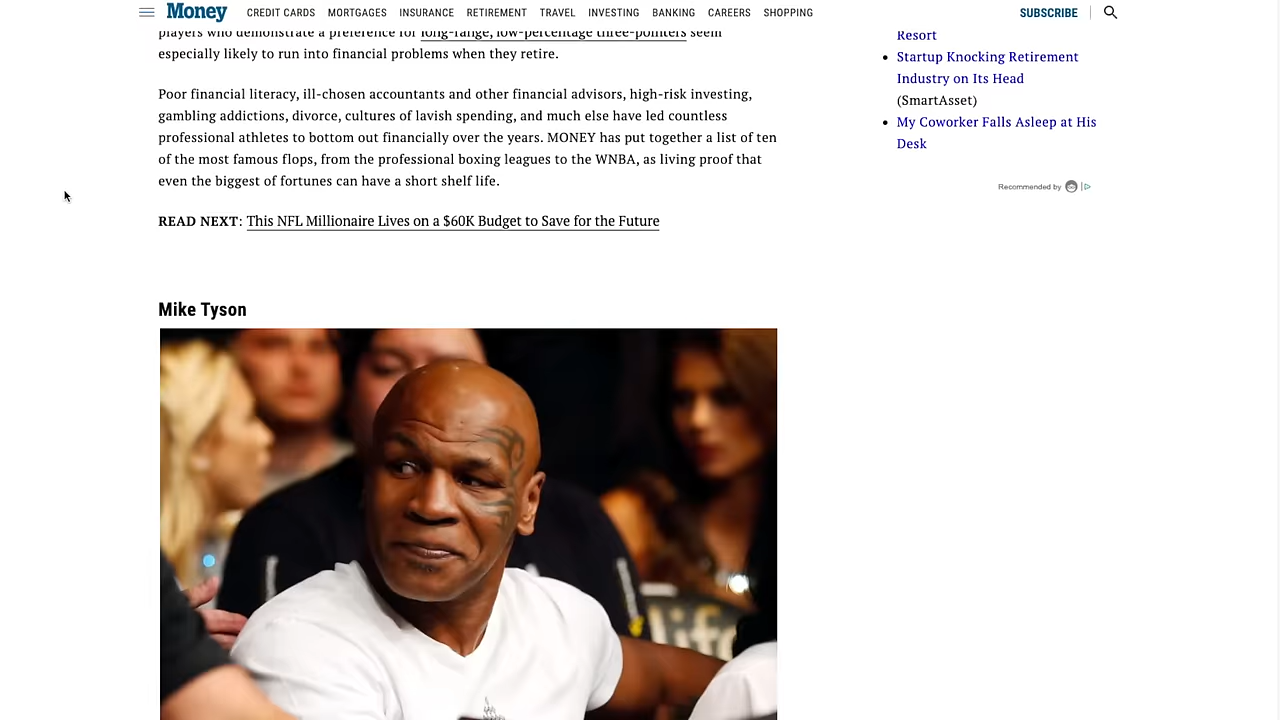 Money
CREDIT CARDS MORTGAGES INSURANCE RETIREMENT TRAVEL INVESTING BANKING CAREERS SHOPPING
SUBSCRIBE
players who demonstrate a preference for long-range, low-percentage three-pointers seem
especially likely to run into financial problems when they retire.
Poor financial literacy, ill-chosen accountants and other financial advisors, high-risk investing,
gambling addictions, divorce, cultures of lavish spending, and much else have led countless
professional athletes to bottom out financially over the years. MONEY has put together a list of ten
of the most famous flops, from the professional boxing leagues to the WNBA, as living proof that
even the biggest of fortunes can have a short shelf life.
READ NEXT: This NFL Millionaire Lives on a $60K Budget to Save for the Future
Mike Tyson
life
Resort
Startup Knocking Retirement
Industry on Its Head
(SmartAsset)
My Coworker Falls Asleep at His
Desk
Recommended by